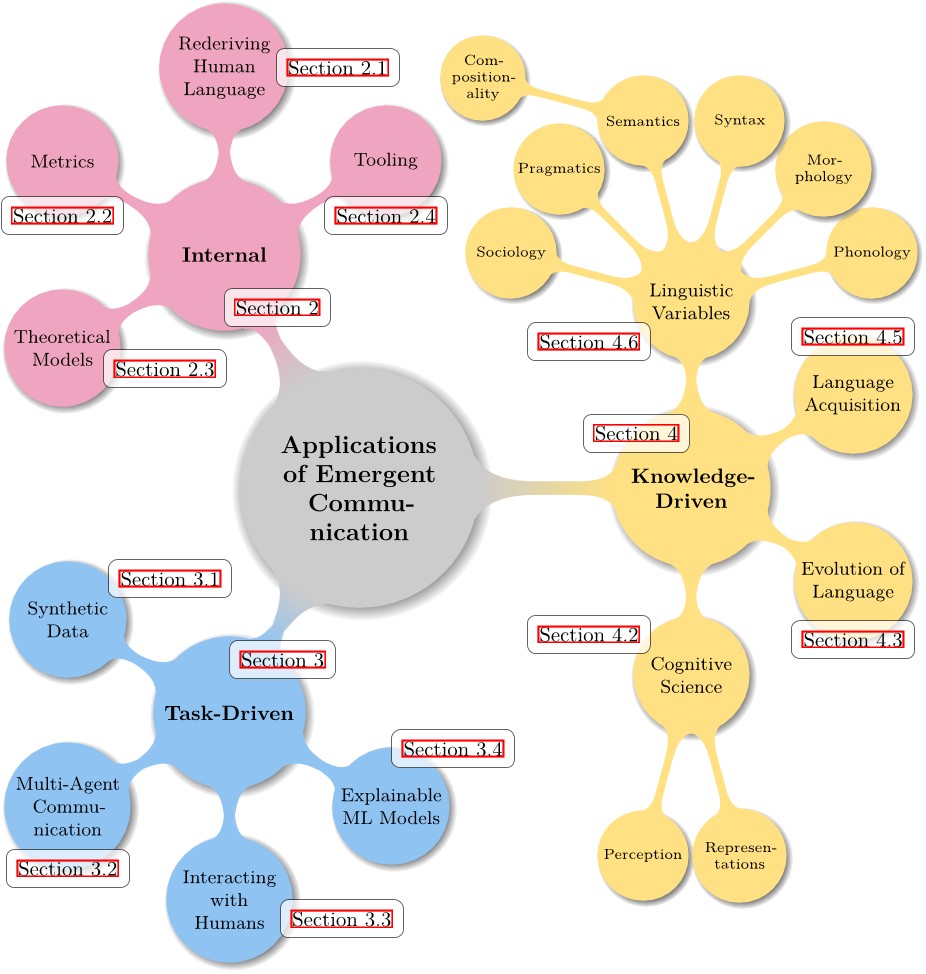 Rederiving
Human
Language
Section 2.1
Metrics
Section 2.2
Tooling
Section 2.4
Internal
Section 2
Theoretical
Models
Section 2.3
Com-
position-
ality
Semantics
Syntax
Pragmatics
Mor-
phology
Sociology
Phonology
Linguistic
Variables
Section 4.6
Section 4.5
Language
Acquisition
Section 4
Applications
of Emergent
Commu-
nication
Knowledge-
Driven
Evolution of
Language
Section 4.3
Section 4.2
Cognitive
Science
Perception
Represen-
tations
Section 3.1
Synthetic
Data
Section 3
Task-Driven
Multi-Agent
Commu-
nication
Section 3.2
Section 3.4
Explainable
ML Models
Interacting
with
Humans
Section 3.3